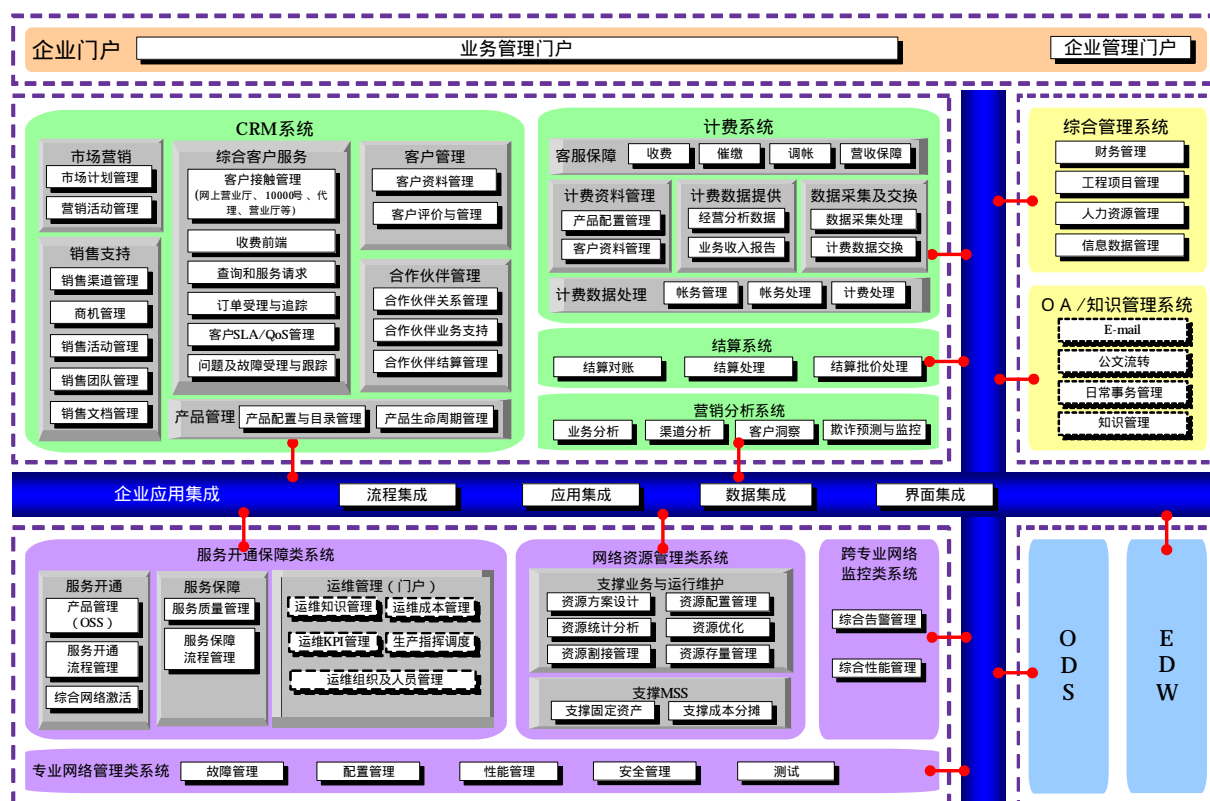 企业门户
业务管理门户
企业管理门户
CRM系统
市场营销
市场计划管理
营销活动管理
销售支持
销售渠道管理
商机管理
销售活动管理
销售团队管理
销售文档管理
综合客户服务
客户接触管理
(网上营业厅、10000号、代
理、营业厅等)
收费前端
查询和服务请求
订单受理与追踪
客户SLA/QoS管理
问题及故障受理与跟踪
客户管理
客户资料管理
客户评价与管理
合作伙伴管理
合作伙伴关系管理
合作伙伴业务支持
合作伙伴结算管理
产品管理
产品配置与目录管理
产品生命周期管理
计费系统
客服保障
收费
催缴
调帐
营收保障
计费资料管理
产品配置管理
客户资料管理
计费数据提供
经营分析数据
业务收入报告
数据采集及交换
数据采集处理
计费数据交换
计费数据处理
帐务管理
帐务处理
计费处理
结算系统
结算对账
结算处理
结算批价处理
营销分析系统
业务分析
渠道分析
客户洞察
欺诈预测与监控
综合管理系统
财务管理
工程项目管理
人力资源管理
信息数据管理
OA/知识管理系统
E-mail
公文流转
日常事务管理
知识管理
企业应用集成
流程集成
应用集成
数据集成
界面集成
服务开通保障类系统
服务开通
产品管理
(OSS)
服务开通
流程管理
综合网络激活
服务保障
服务质量管理
服务保障
流程管理
运维管理(门户)
运维知识管理
运维成本管理
运维KPI管理
生产指挥调度
运维组织及人员管理
网络资源管理类系统
支撑业务与运行维护
资源方案设计
资源配置管理
资源统计分析
资源优化
资源割接管理
资源存量管理
支撑MSS
支撑固定资产
支撑成本分摊
跨专业网络
监控类系统
综合告警管理
综合性能管理
专业网络管理类系统
故障管理
配置管理
性能管理
安全管理
测试
O
D
S
E
D
W